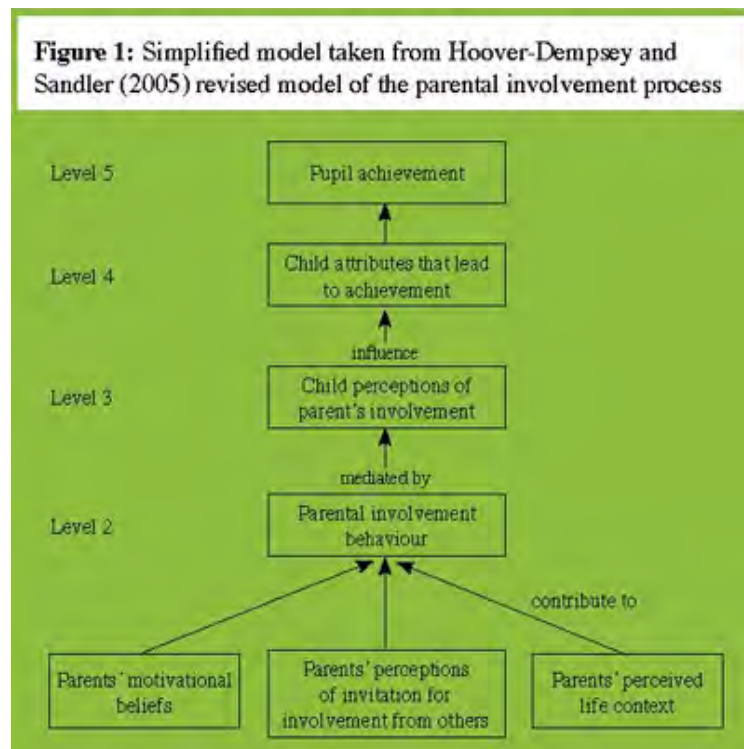 Figure 1: Simplified model taken from Hoover-Dempsey and
Sandler (2005) revised model of the parental involvement process
Level 5
Pupil achievement
Level 4
Child attributes that lead
to achievement
influence
Level 3
Child perceptions of
parent's involvement
mediated by
Level 2
Parental involvement
behaviour
contribute to
Parents' motivational
beliefs
Parents' perceptions
of invitation for
involvement from others
Parents' perceived
life context